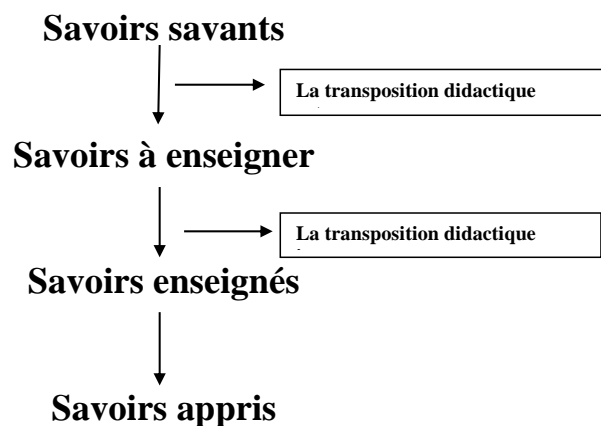 Savoirs savants
La transposition didactique
Savoirs à enseigner
La transposition didactique
Savoirs enseignés
Savoirs appris